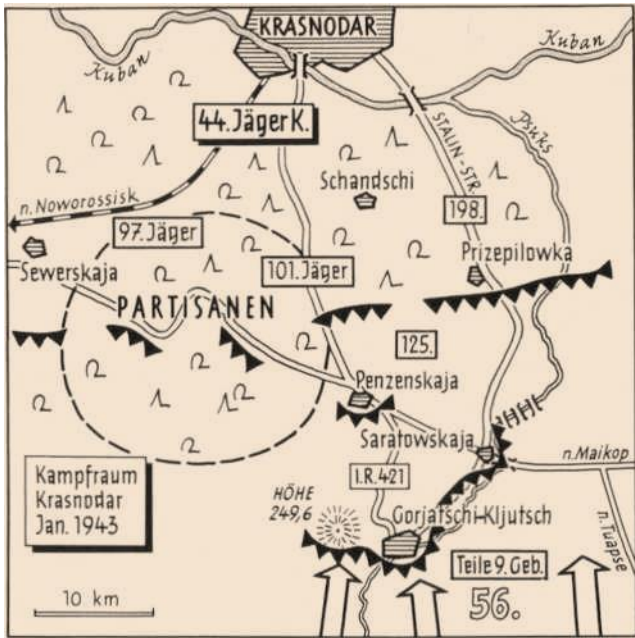 KRASNODAR
Kuban
Kuban
44. Jäger K.
STALIN-STR.
Psuks
n. Noworossisk
Schandschi
97. Jäger
198.
Sewerskaja
101. Jäger
Prizepilowka
PARTISANEN
125.
Penzenskaja
Saratowskaja
n. Maikop
I.R.421
Kampfraum
Krasnodar
Jan. 1943
HÖHE
249,6
Gorjatschi-Kljutsch
n. Tuapse
Teile 9. Geb.
56.
10 km